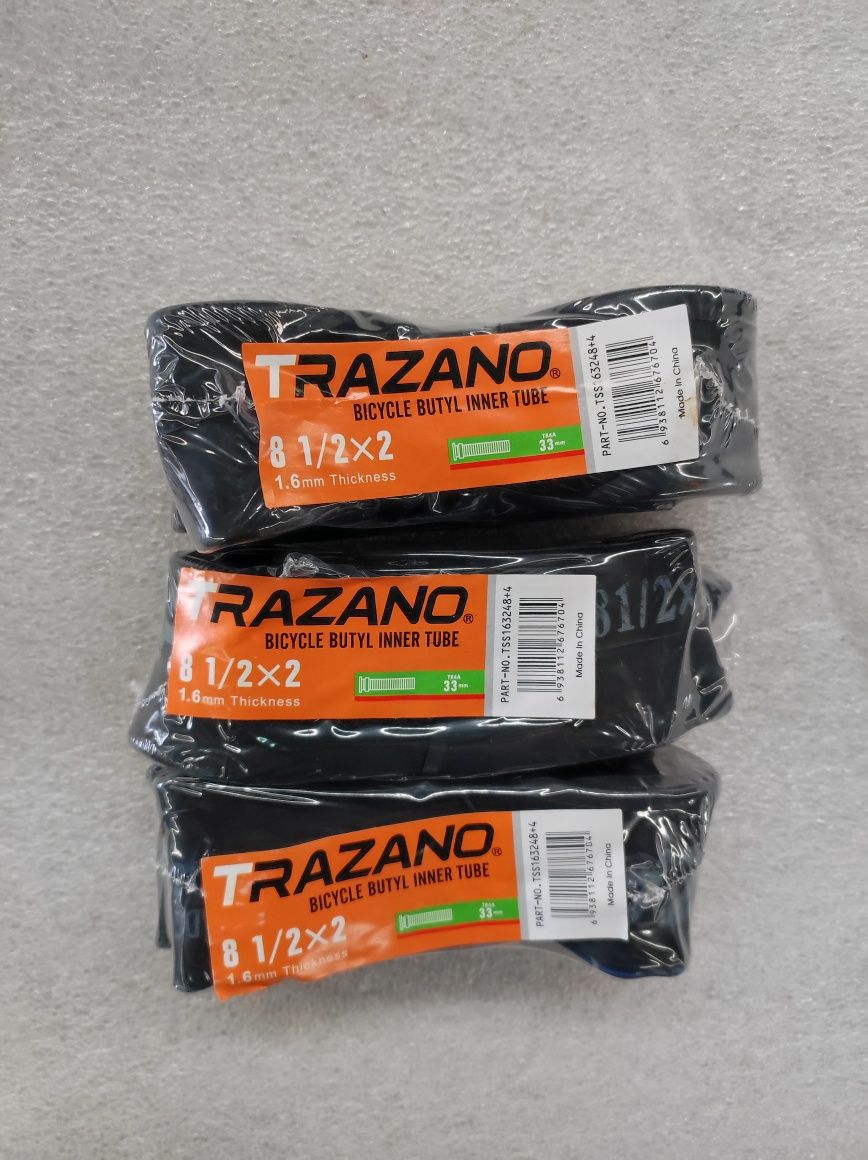 TRAZANO®
BICYCLE BUTYL INNER TUBE
8 1/2×2
1.6mm Thickness
TR4A
33mm
PART-NO.TSS163248+4
6938112676704
Made In China
TRAZANO®
BICYCLE BUTYL INNER TUBE
8 1/2×2
1.6mm Thickness
TR4A
33mm
PART-NO.TSS163248+4
6938112676704
Made In China
81/2×
TRAZANO®
BICYCLE BUTYL INNER TUBE
8 1/2×2
1.6mm Thickness
TR4A
33mm
PART-NO.TSS163248+4
6938112676704
Made In China